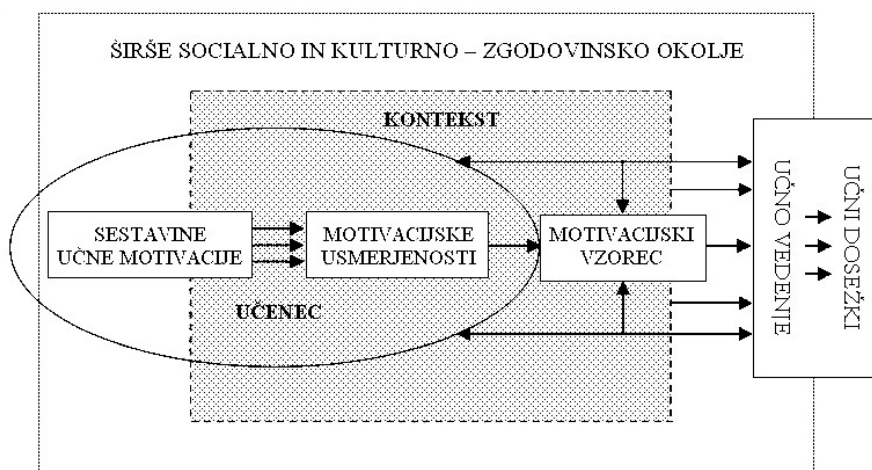 ŠIRŠE SOCIALNO IN KULTURNO – ZGODOVINSKO OKOLJE
KONTEKST
SESTAVINE
UČNE MOTIVACIJE
MOTIVACIJSKE
USMERJENOSTI
MOTIVACIJSKI
VZOREC
UČENEC
UČNO VEDENJE
UČNI DOSEŽKI